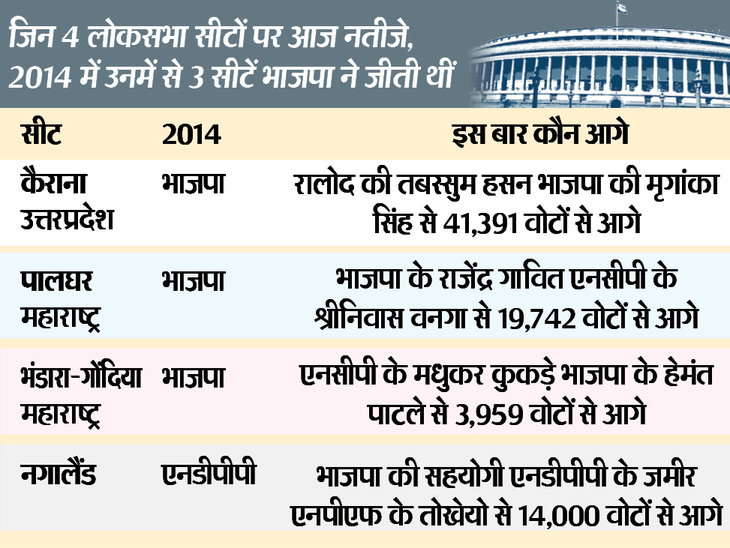 जिन 4 लोकसभा सीटों पर आज नतीजे,
2014 में उनमें से 3 सीटें भाजपा ने जीती थीं
सीट 2014 इस बार कौन आगे
कैराना भाजपा रालोद की तबस्सुम हसन भाजपा की मृगांका
उत्तरप्रदेश सिंह से 41,391 वोटों से आगे
पालघर भाजपा भाजपा के राजेंद्र गावित एनसीपी के
महाराष्ट्र श्रीनिवास वनगा से 19,742 वोटों से आगे
भंडारा-गोंदिया भाजपा एनसीपी के मधुकर कुकड़े भाजपा के हेमंत
महाराष्ट्र पाटले से 3,959 वोटों से आगे
नगालैंड एनडीपीपी भाजपा की सहयोगी एनडीपीपी के जमीर
एनपीएफ के तोखेयो से 14,000 वोटों से आगे